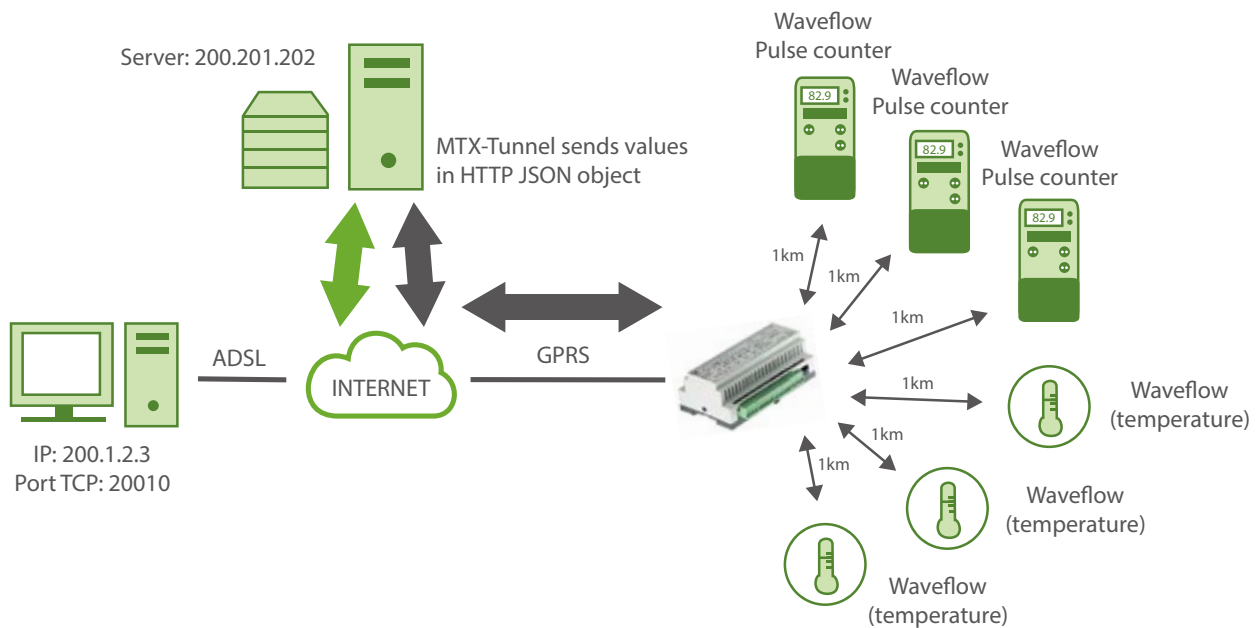 Server: 200.201.202
MTX-Tunnel sends values
in HTTP JSON object
ADSL
INTERNET
GPRS
IP: 200.1.2.3
Port TCP: 20010
Waveflow
Pulse counter
82.9
Waveflow
Pulse counter
82.9
Waveflow
Pulse counter
82.9
1km
1km
1km
1km
1km
1km
Waveflow
(temperature)
Waveflow
(temperature)
Waveflow
(temperature)